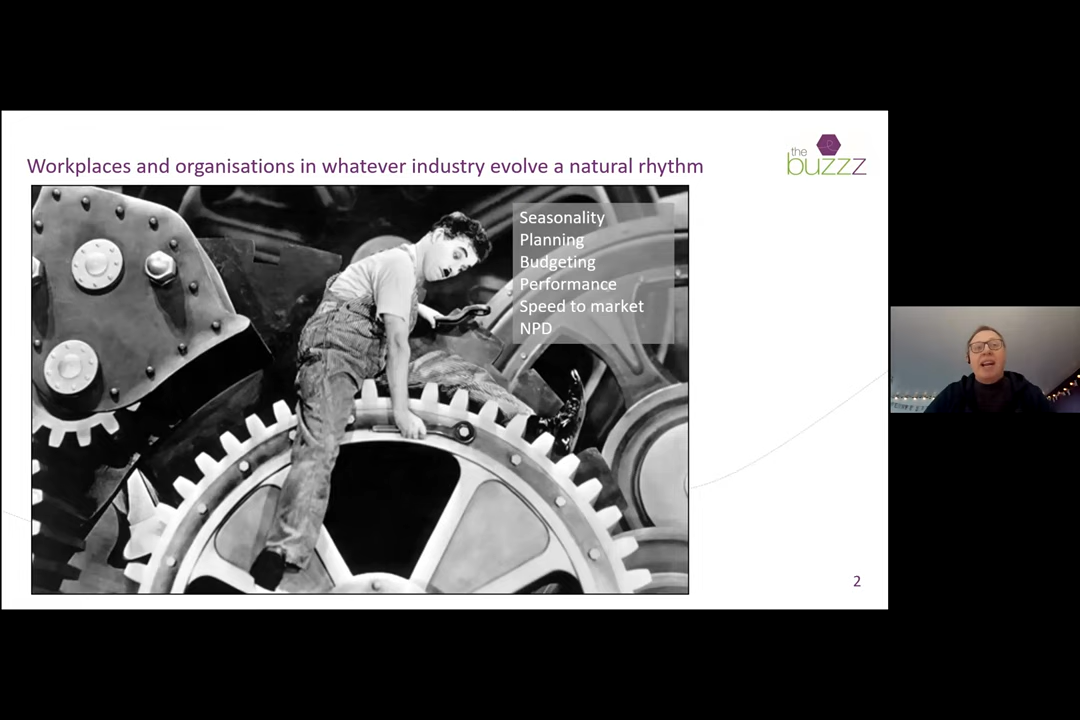 Workplaces and organisations in whatever industry evolve a natural rhythm
the
buzzz
Seasonality
Planning
Budgeting
Performance
Speed to market
NPD
2